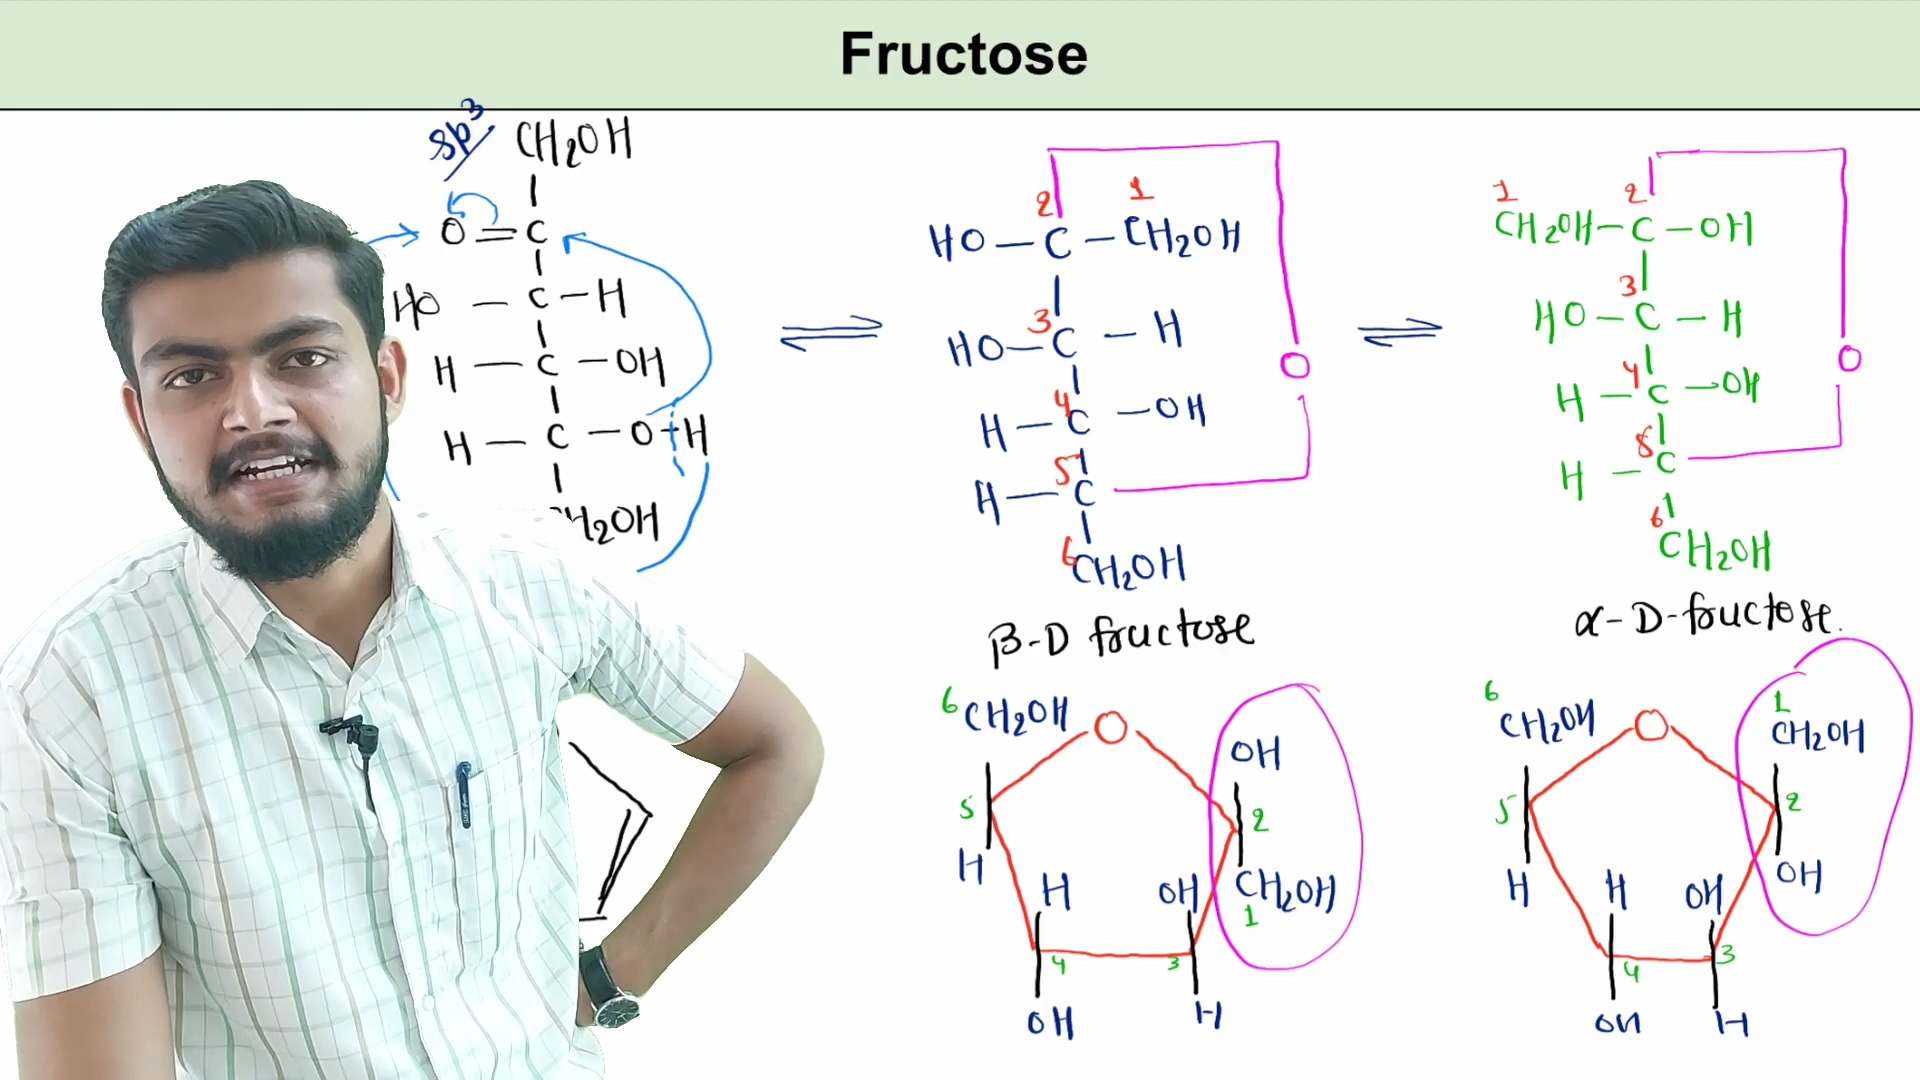 Fructose
sp3
CH2OH
O=C
HO — C — H
H — C — OH
H — C — O H
H2OH
2 1
HO — C — CH2OH
3
HO — C — H
O
4
H — C — OH
5
H — C
6
CH2OH
β-D fructose
1 2
CH2OH — C — OH
3
HO — C — H
O
4
H — C — OH
H — C
6
CH2OH
α-D-fructose.
6 CH2OH O OH
5 2
H H OH CH2OH
1
4 3
OH H
6 CH2OH O 1 CH2OH
5 2
H H OH OH
4 3
OH H